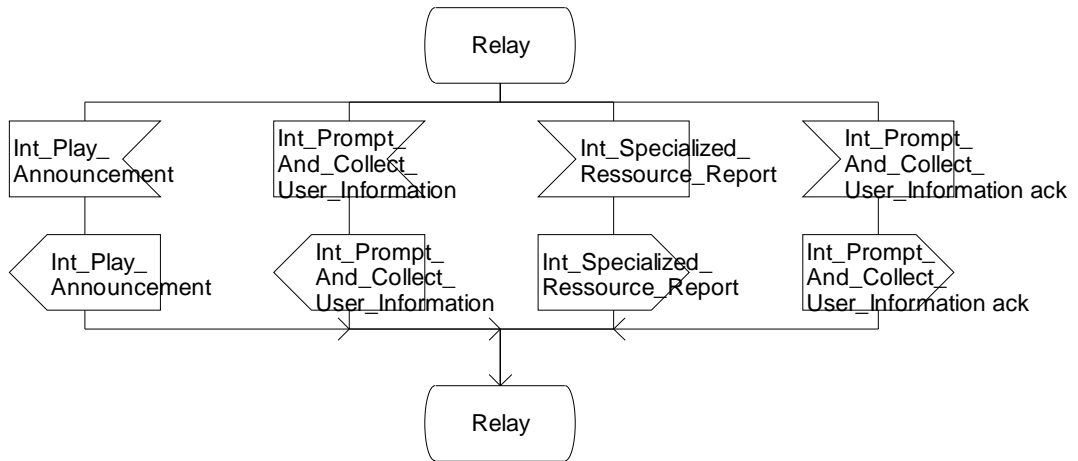 Relay
Int_Play_
Announcement
Int_Prompt_
And_Collect_
User_Information
Int_Specialized_
Ressource_Report
Int_Prompt_
And_Collect_
User_Information ack
Int_Play_
Announcement
Int_Prompt_
And_Collect_
User_Information
Int_Specialized_
Ressource_Report
Int_Prompt_
And_Collect_
User_Information ack
Relay